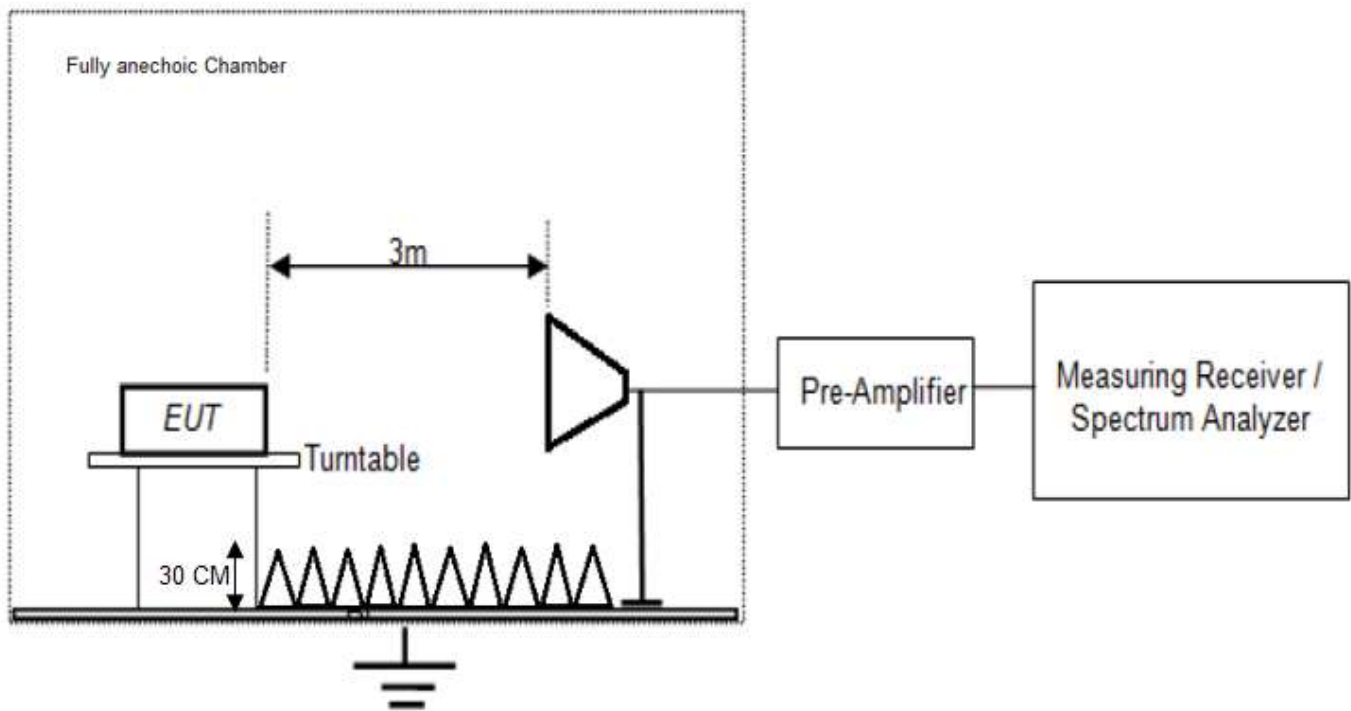 Fully anechoic Chamber
3m
EUT
Turntable
30 CM
Pre-Amplifier
Measuring Receiver /
Spectrum Analyzer